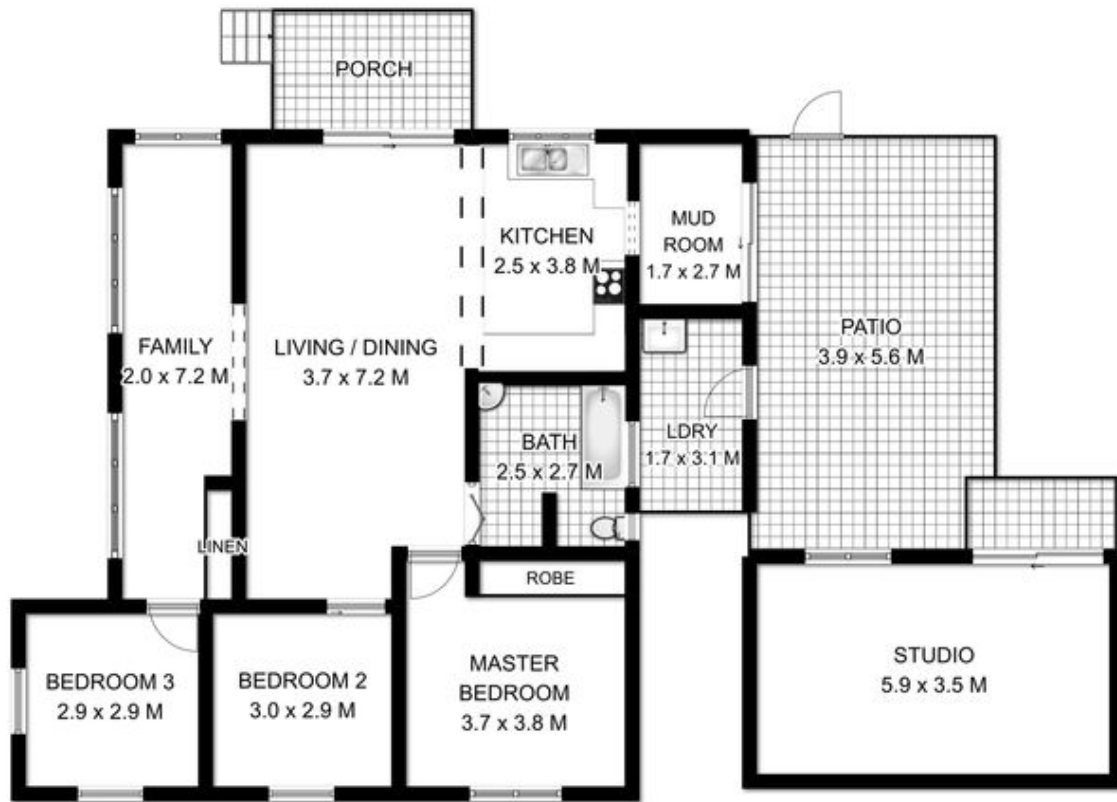 PORCH
KITCHEN
2.5 x 3.8 M
MUD
ROOM
1.7 x 2.7 M
FAMILY
2.0 x 7.2 M
LIVING / DINING
3.7 x 7.2 M
PATIO
3.9 x 5.6 M
BATH
2.5 x 2.7 M
LDRY
1.7 x 3.1 M
LINEN
ROBE
BEDROOM 3
2.9 x 2.9 M
BEDROOM 2
3.0 x 2.9 M
MASTER
BEDROOM
3.7 x 3.8 M
STUDIO
5.9 x 3.5 M